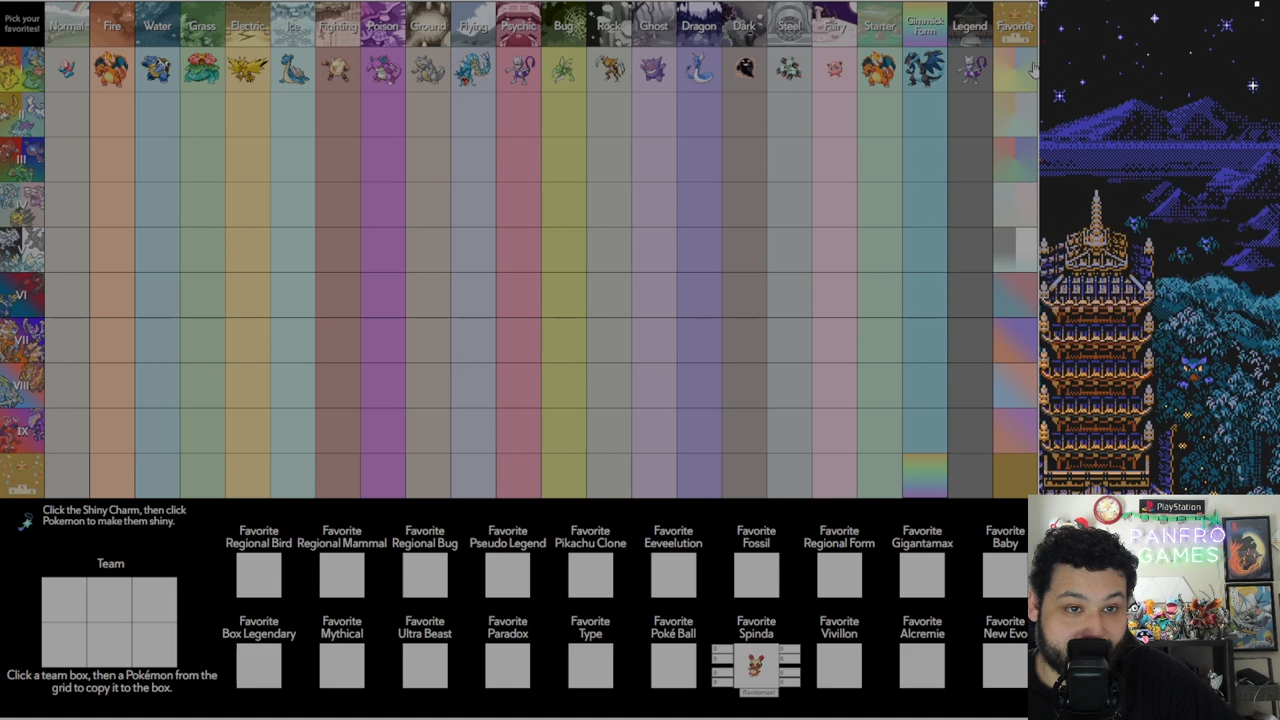 Pick your
favorites!
Normal
Fire
Water
Grass
Electric
Ice
Fighting
Poison
Ground
Flying
Psychic
Bug
Rock
Ghost
Dragon
Dark
Steel
Fairy
Starter
Gimmick
Form
Legend
Favorite
II
III
IV
V
VI
VII
VIII
IX
Click the Shiny Charm, then click
Pokemon to make them shiny.
Team
Click a team box, then a Pokémon from the
grid to copy it to the box.
Favorite
Regional Bird
Favorite
Regional Mammal
Favorite
Regional Bug
Favorite
Pseudo Legend
Favorite
Pikachu Clone
Favorite
Eeveelution
Favorite
Fossil
Favorite
Regional Form
Favorite
Gigantamax
Favorite
Baby
Favorite
Box Legendary
Favorite
Mythical
Favorite
Ultra Beast
Favorite
Paradox
Favorite
Type
Favorite
Poké Ball
Favorite
Spinda
Randomize!
Favorite
Vivillon
Favorite
Alcremie
Favorite
New Evo
PlayStation
PANFRO
GAMES